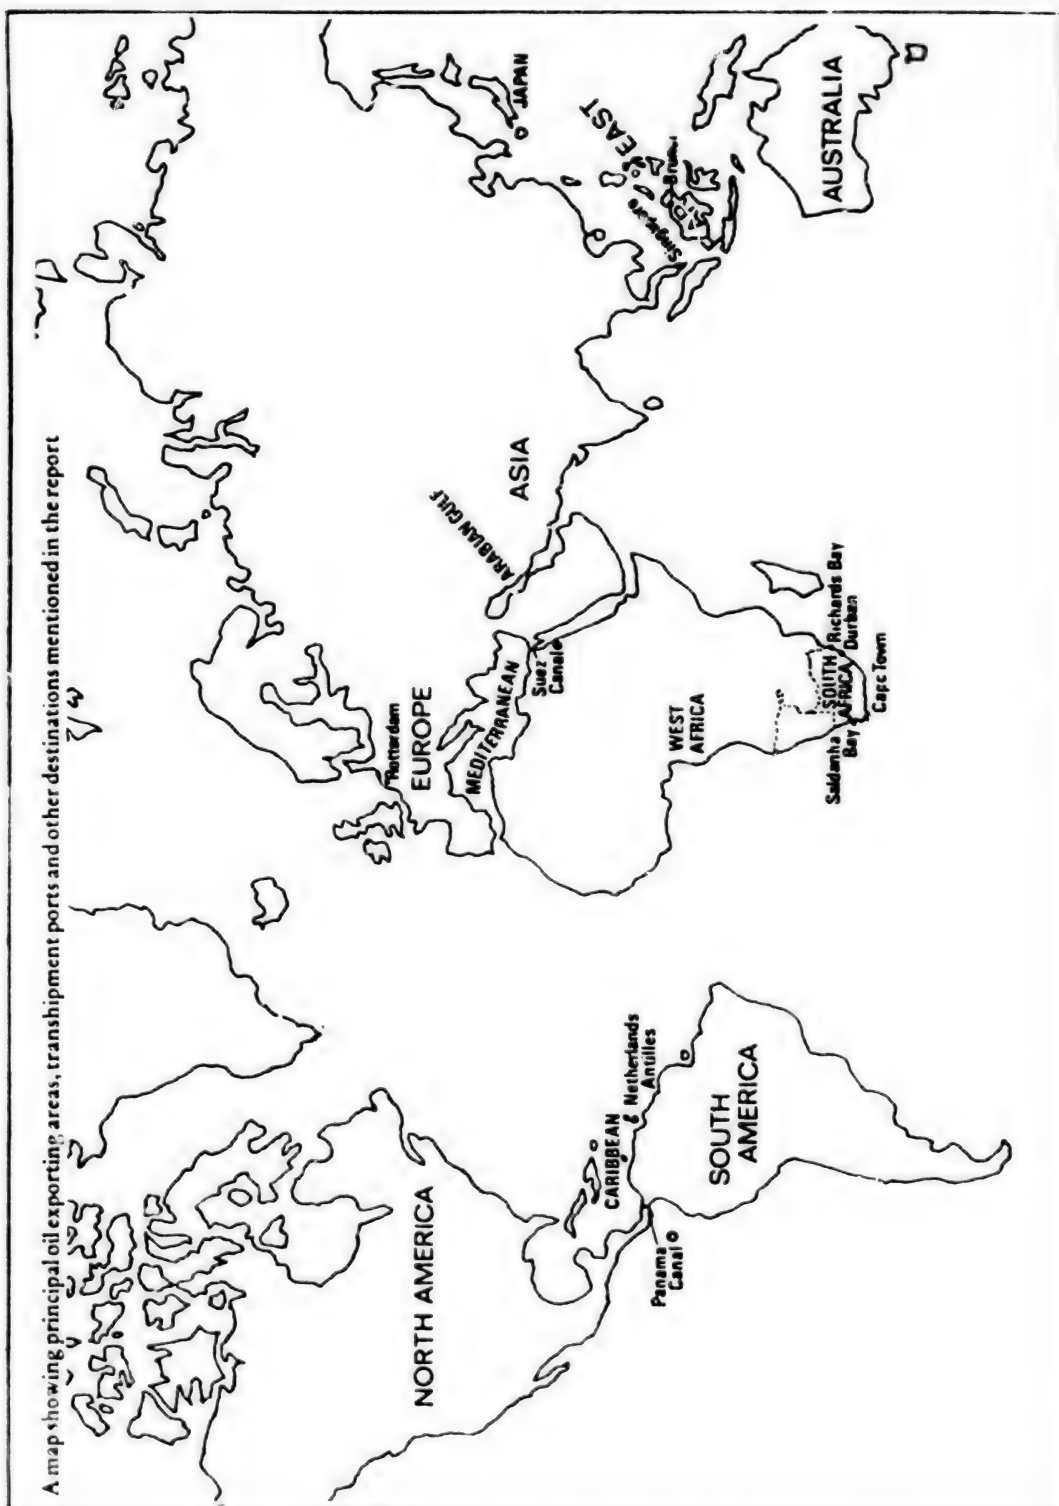 A map showing principal oil exporting areas, transhipment ports and other destinations mentioned in the report
NORTH AMERICA
CARIBBEAN
Netherlands
Antilles
Panama
Canal
SOUTH
AMERICA
Rotterdam
EUROPE
MEDITERRANEAN
Suez
Canal
WEST
AFRICA
Saldanha
Bay
SOUTH
AFRICA
Richards Bay
Durban
Cape Town
ARABIAN GULF
ASIA
JAPAN
EAST
Singapore
AUSTRALIA